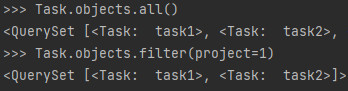 >>> Task.objects.all()
<QuerySet [<Task:  task1>, <Task:  task2>,
>>> Task.objects.filter(project=1)
<QuerySet [<Task:  task1>, <Task:  task2>]>